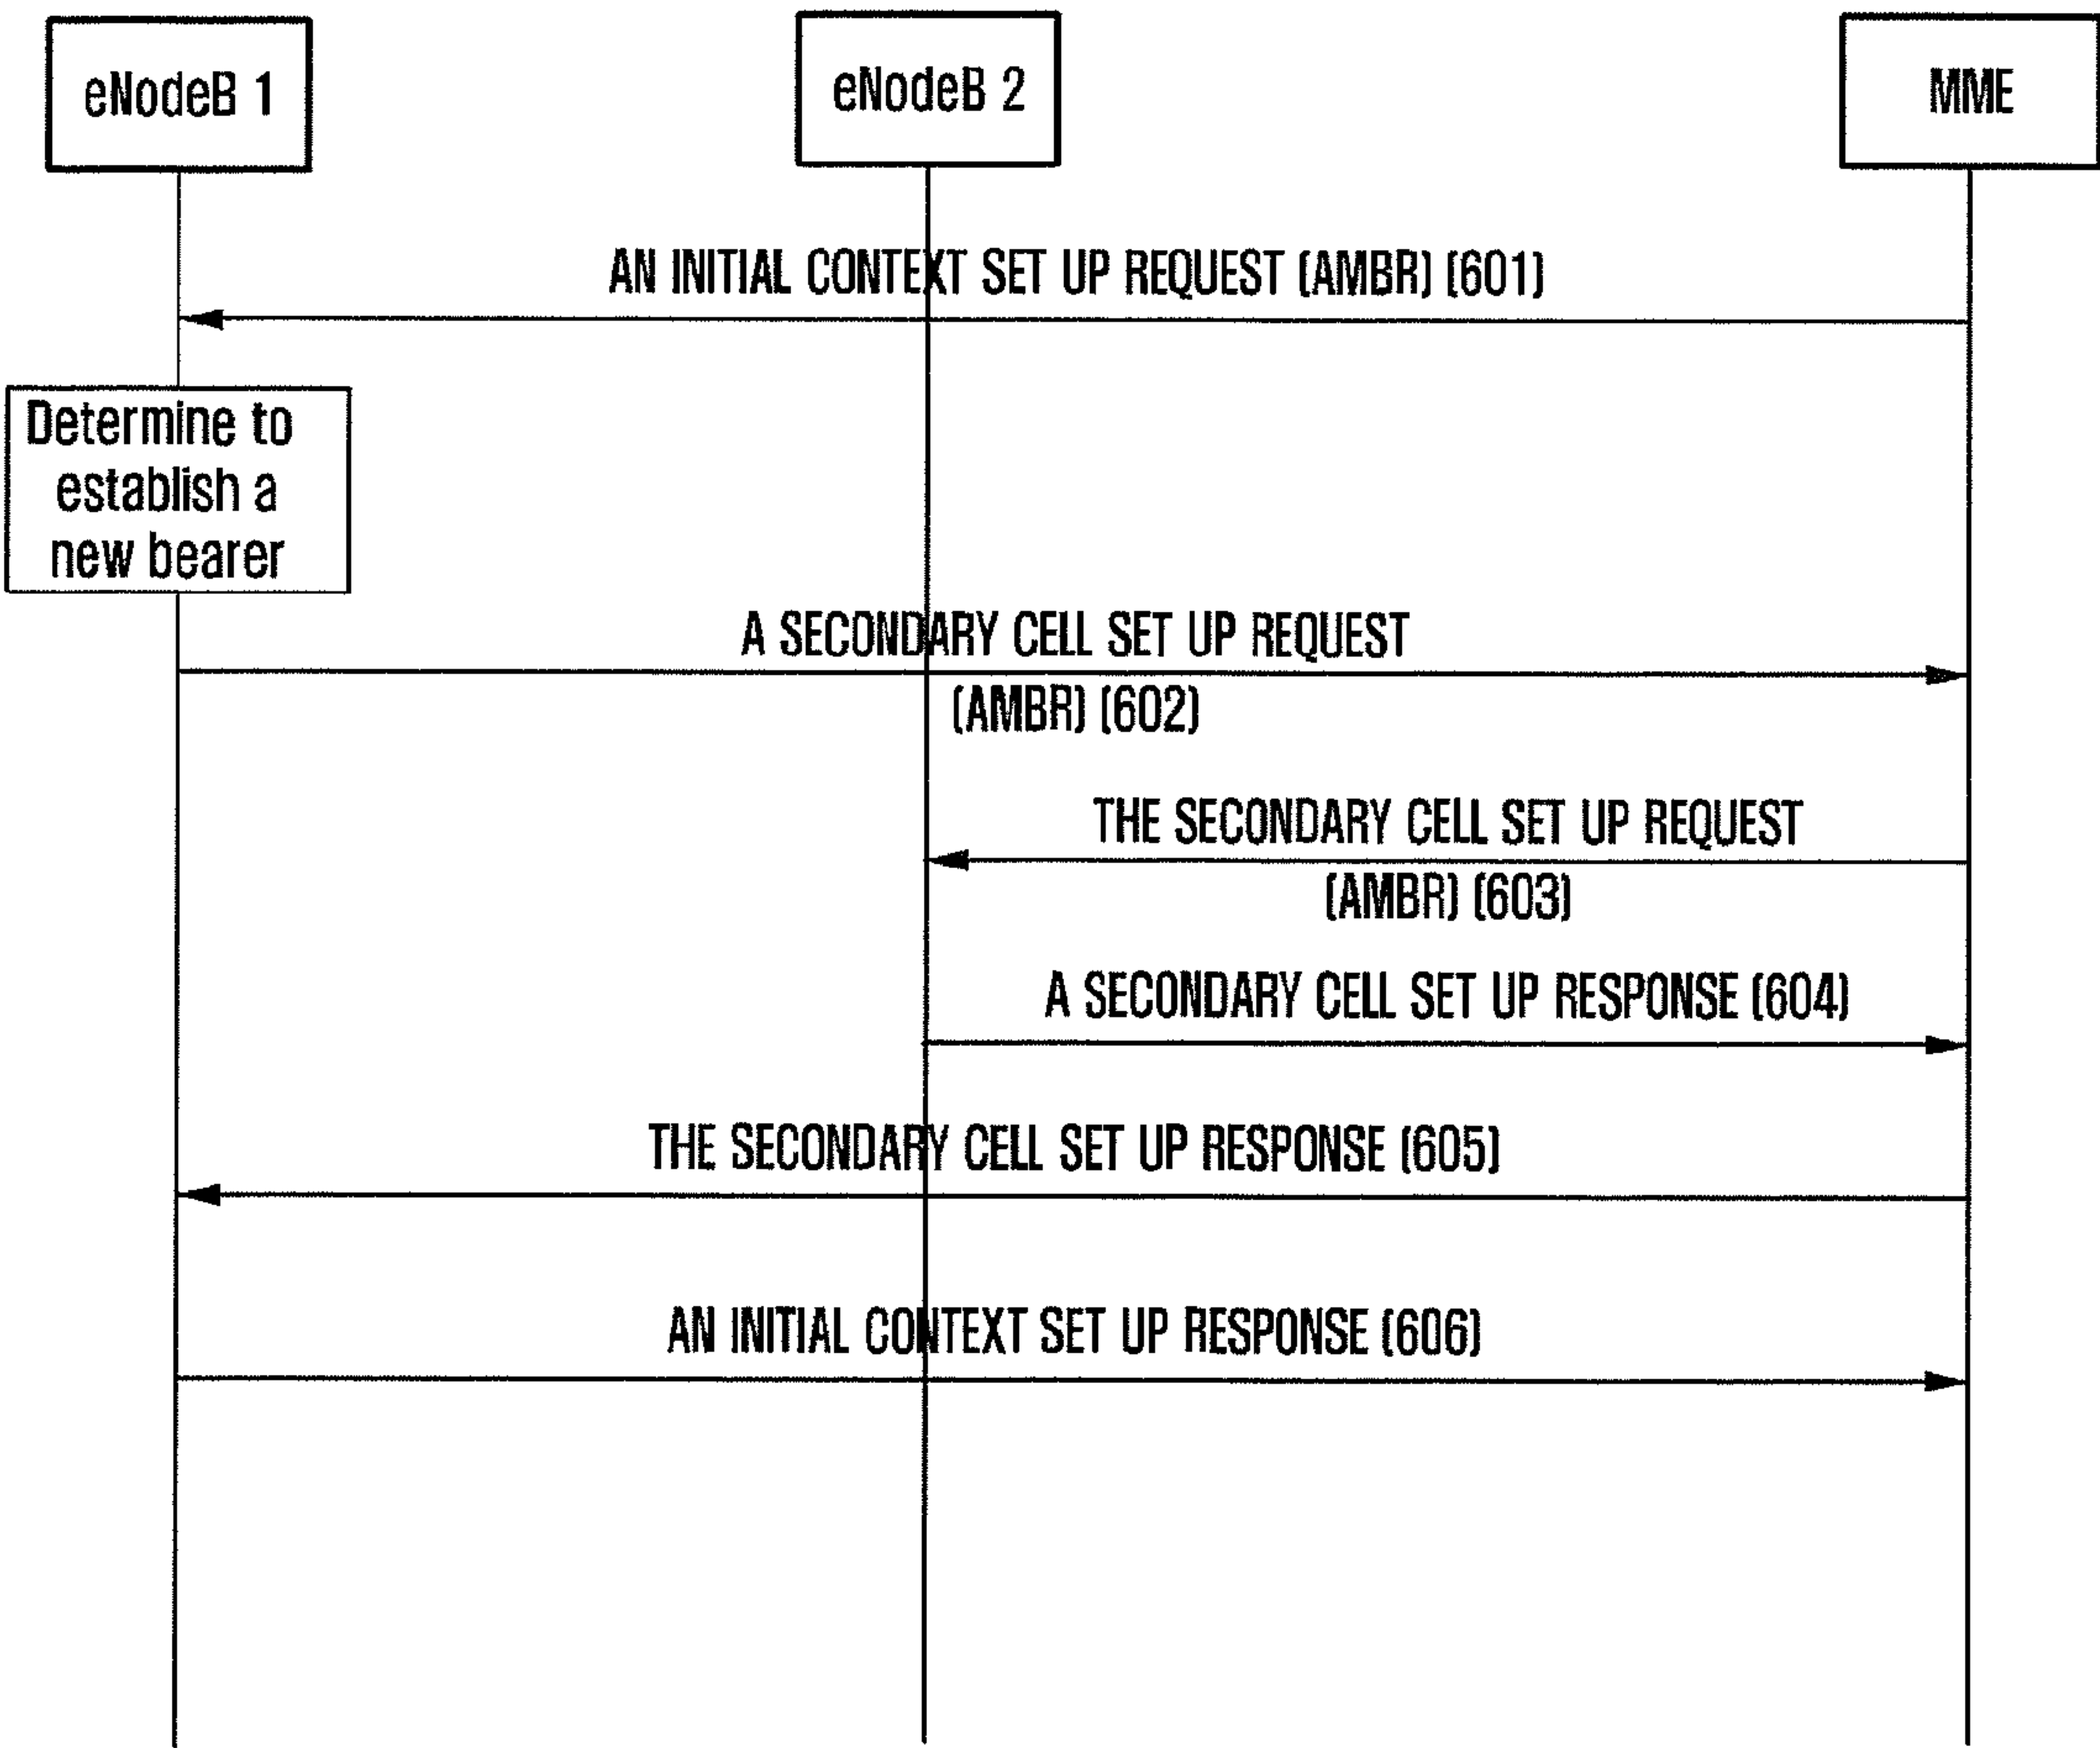 eNodeB 1
eNodeB 2
MME
AN INITIAL CONTEXT SET UP REQUEST (AMBR) (601)
Determine to
establish a
new bearer
A SECONDARY CELL SET UP REQUEST
(AMBR) (602)
THE SECONDARY CELL SET UP REQUEST
(AMBR) (603)
A SECONDARY CELL SET UP RESPONSE (604)
THE SECONDARY CELL SET UP RESPONSE (605)
AN INITIAL CONTEXT SET UP RESPONSE (606)